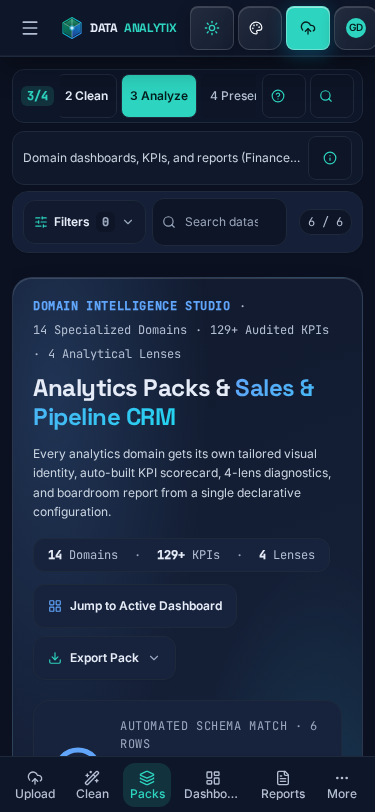 DATA ANALYTIX
GD
3/4
2 Clean
3 Analyze
4 Presen
Domain dashboards, KPIs, and reports (Finance...
Filters 0
Search datas
6 / 6
DOMAIN INTELLIGENCE STUDIO ·
14 Specialized Domains · 129+ Audited KPIs
· 4 Analytical Lenses
Analytics Packs & Sales &
Pipeline CRM
Every analytics domain gets its own tailored visual
identity, auto-built KPI scorecard, 4-lens diagnostics,
and boardroom report from a single declarative
configuration.
14 Domains · 129+ KPIs · 4 Lenses
Jump to Active Dashboard
Export Pack
AUTOMATED SCHEMA MATCH · 6
ROWS
Upload
Clean
Packs
Dashbo...
Reports
More